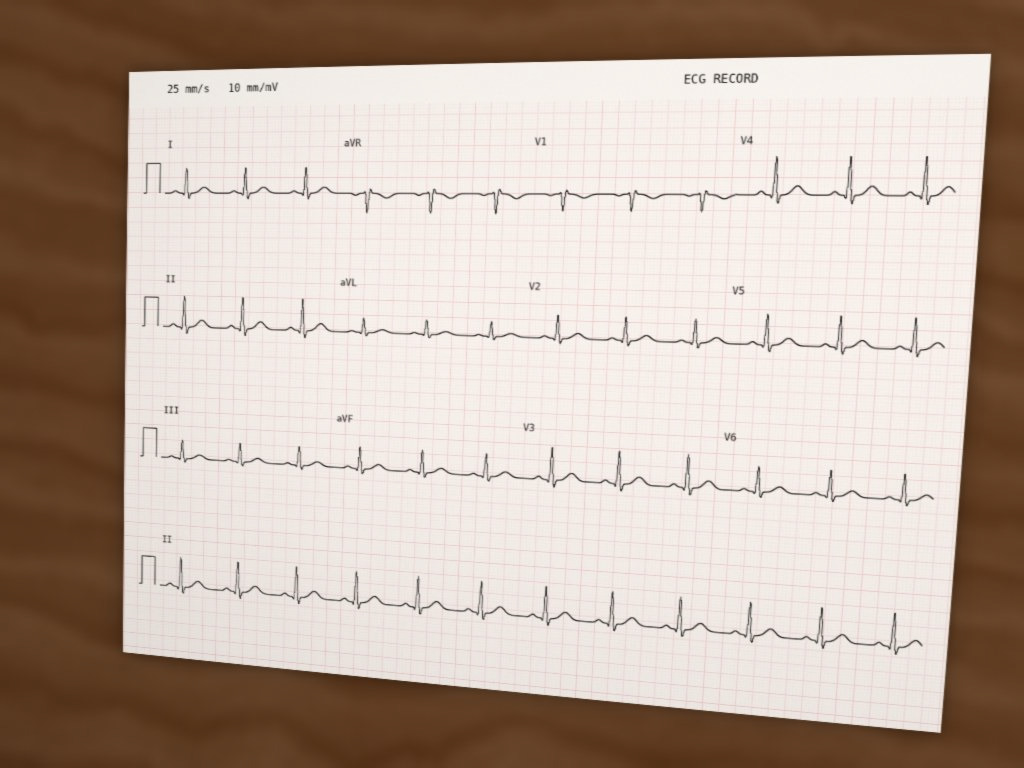 25 mm/s 10 mm/mV
ECG RECORD
I aVR V1 V4
II aVL V2 V5
III aVF V3 V6
II